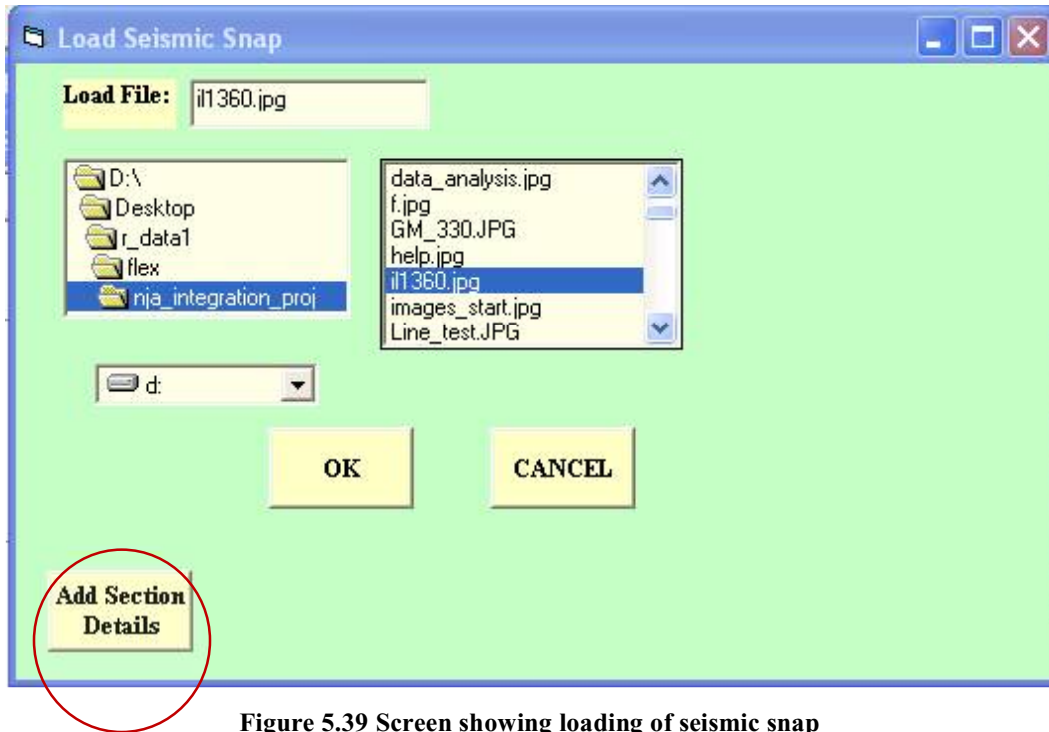 Load Seismic Snap
Load File:
il1360.jpg
D:\
Desktop
r_data1
flex
nja_integration_proj
data_analysis.jpg
f.jpg
GM_330.JPG
help.jpg
il1360.jpg
images_start.jpg
Line_test.JPG
d:
OK
CANCEL
Add Section
Details
Figure 5.39 Screen showing loading of seismic snap